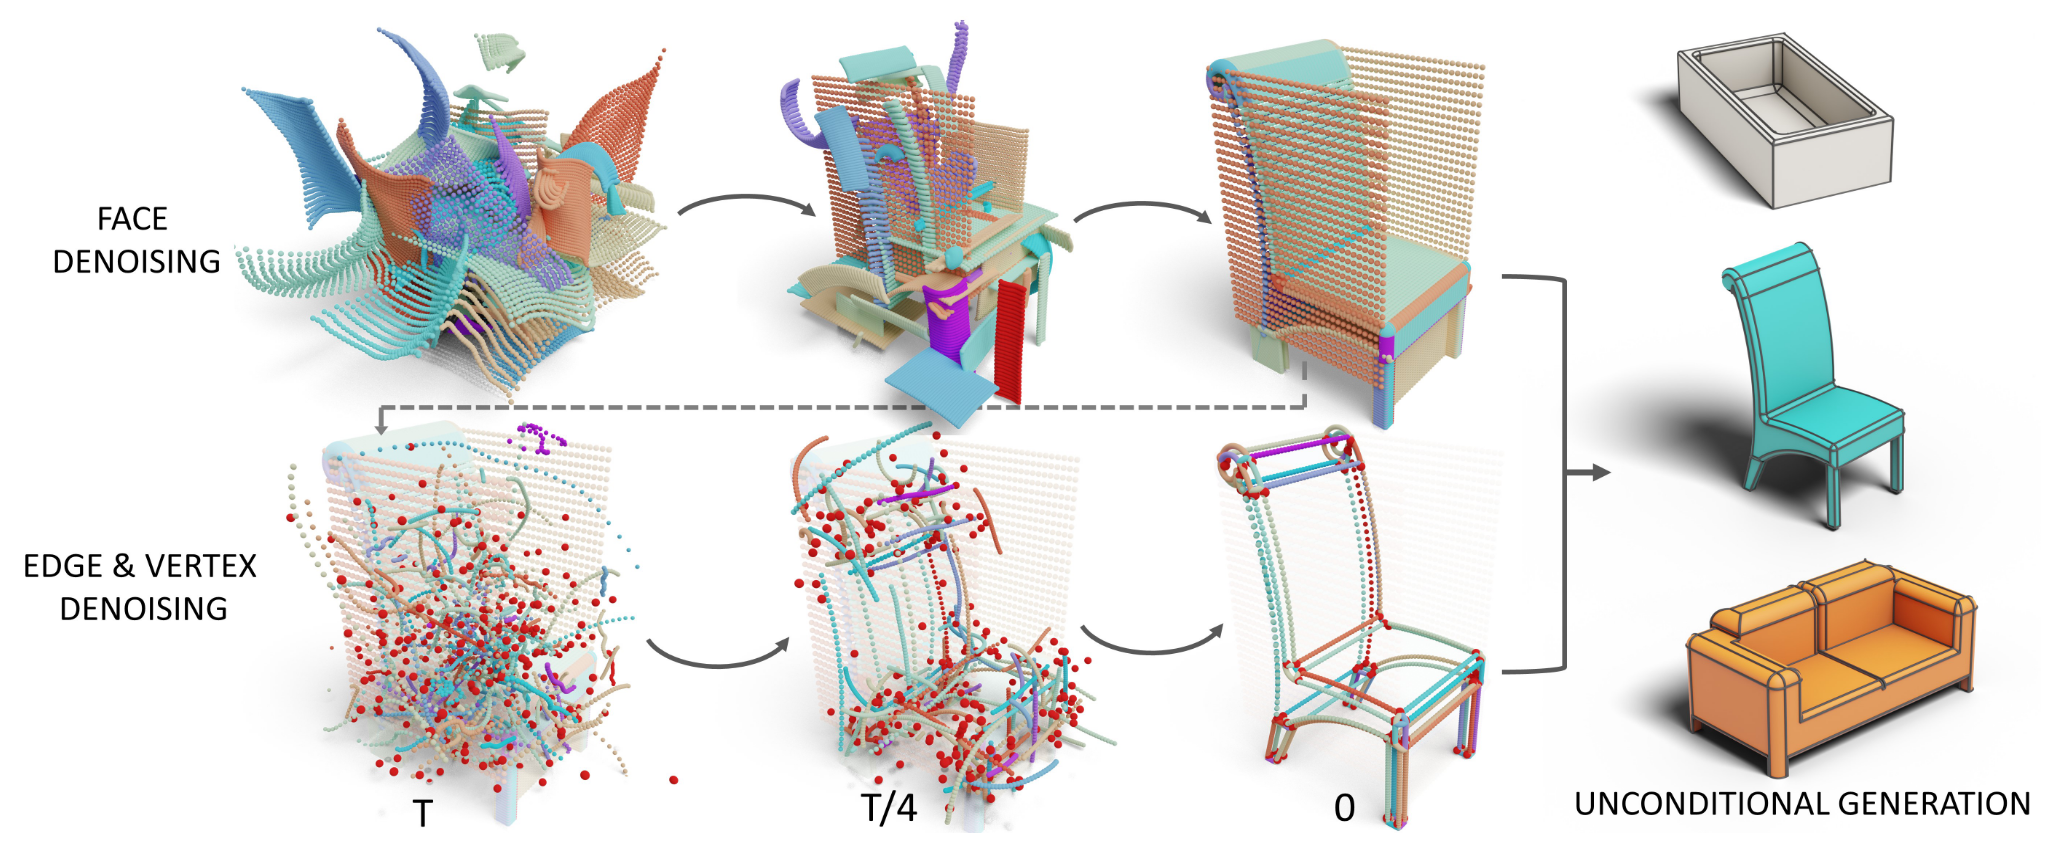 FACE
DENOISING
EDGE & VERTEX
DENOISING
T
T/4
0
UNCONDITIONAL GENERATION